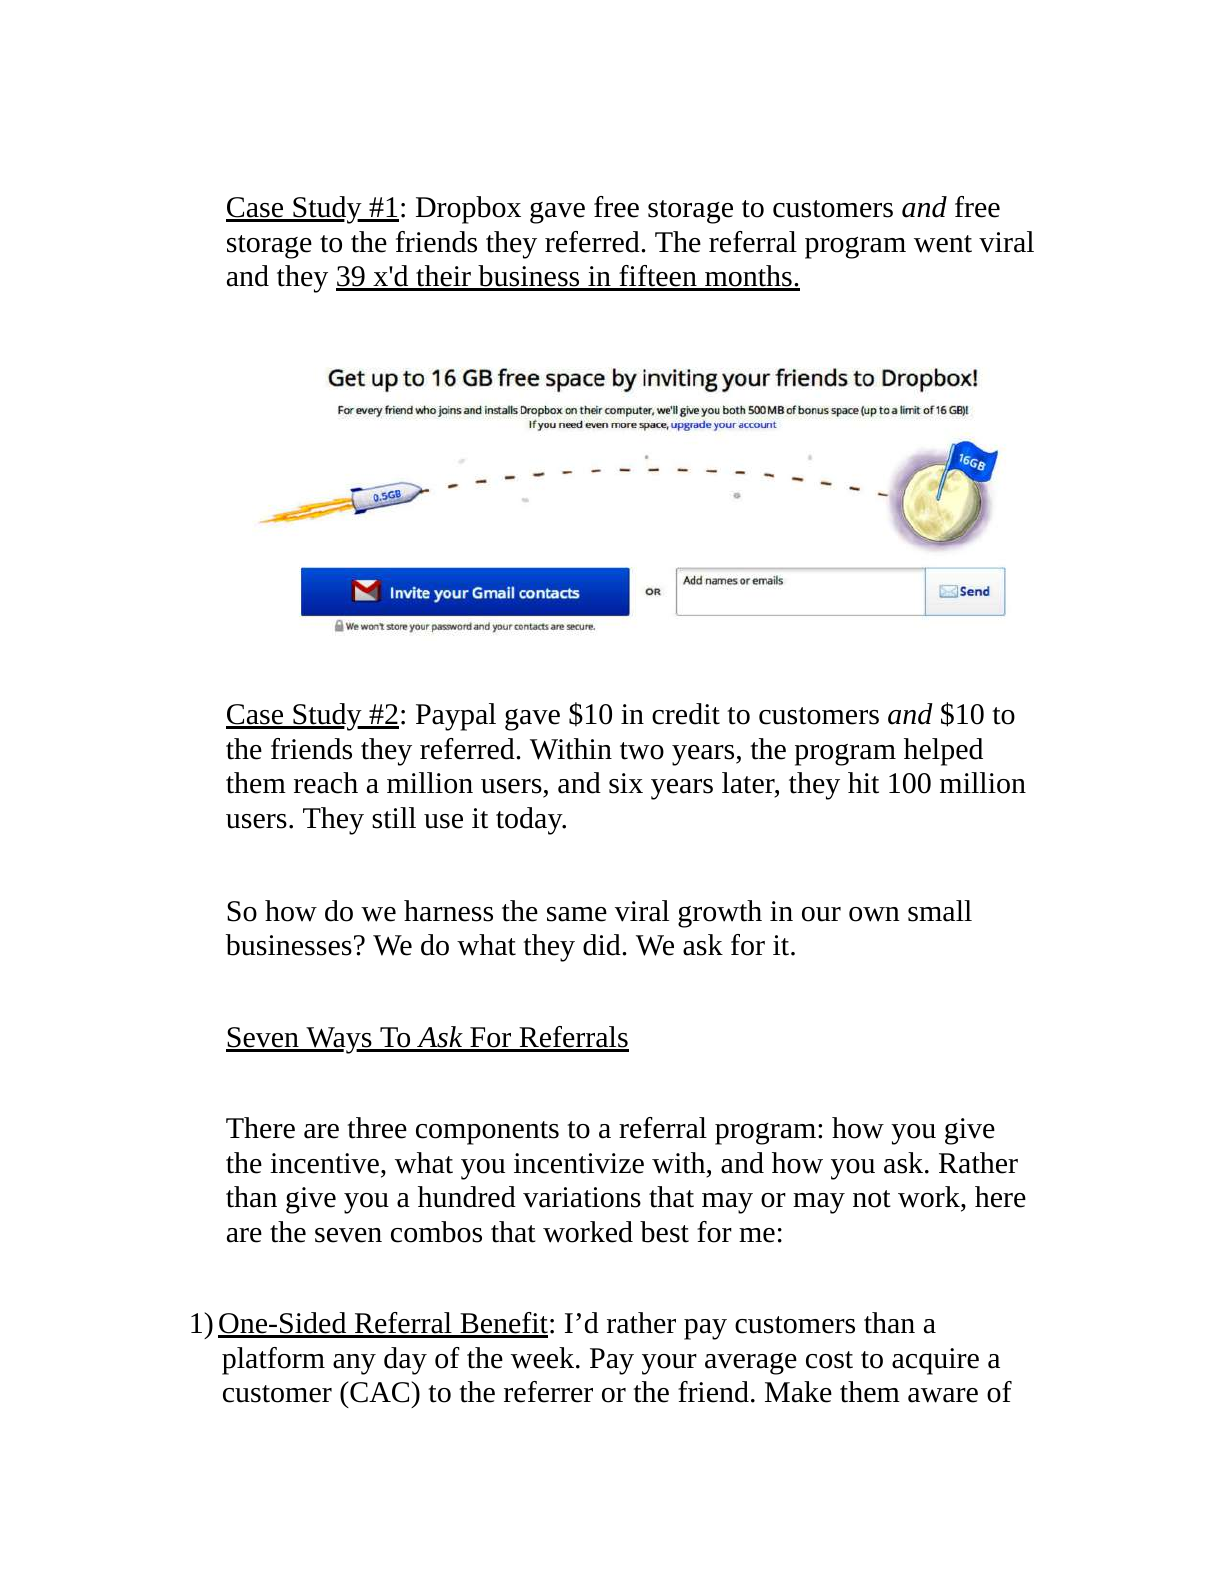 Case Study #1: Dropbox gave free storage to customers and free
storage to the friends they referred. The referral program went viral
and they 39 x'd their business in fifteen months.
Get up to 16 GB free space by inviting your friends to Dropbox!
For every friend who joins and installs Dropbox on their computer, we'll give you both 500 MB of bonus space (up to a limit of 16 GB)!
If you need even more space, upgrade your account
0.5GB
16GB
Invite your Gmail contacts
OR
Add names or emails
Send
We won't store your password and your contacts are secure.
Case Study #2: Paypal gave $10 in credit to customers and $10 to
the friends they referred. Within two years, the program helped
them reach a million users, and six years later, they hit 100 million
users. They still use it today.
So how do we harness the same viral growth in our own small
businesses? We do what they did. We ask for it.
Seven Ways To Ask For Referrals
There are three components to a referral program: how you give
the incentive, what you incentivize with, and how you ask. Rather
than give you a hundred variations that may or may not work, here
are the seven combos that worked best for me:
1) One-Sided Referral Benefit: I’d rather pay customers than a
platform any day of the week. Pay your average cost to acquire a
customer (CAC) to the referrer or the friend. Make them aware of